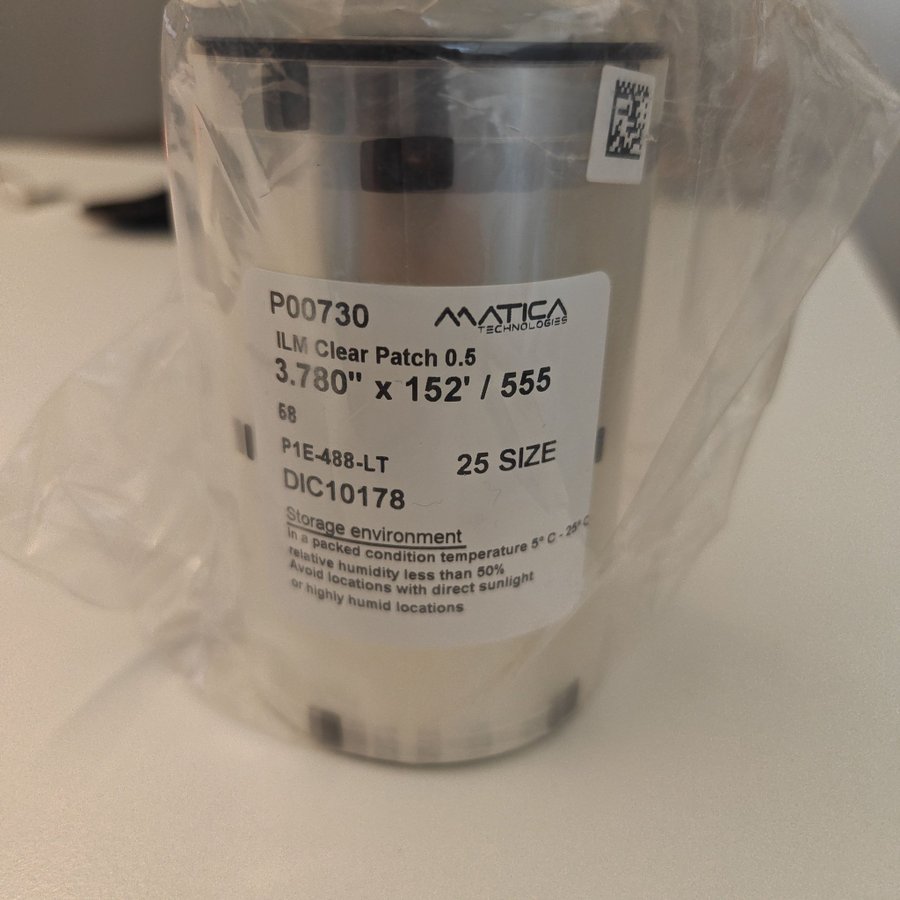 P00730
MATICA
TECHNOLOGIES
ILM Clear Patch 0.5
3.780" x 152' / 555
68
P1E-488-LT
25 SIZE
DIC10178
Storage environment
In a packed condition temperature 5° C - 25° C
relative humidity less than 50%
Avoid locations with direct sunlight
or highly humid locations